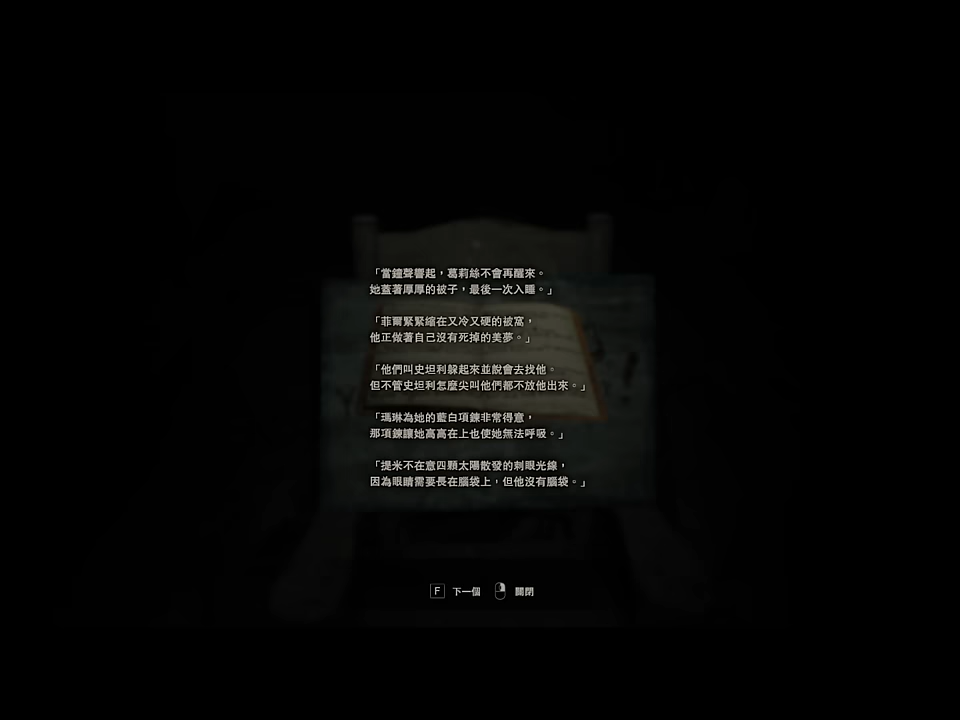 「當鐘聲響起，葛莉絲不會再醒來。
她蓋著厚厚的被子，最後一次入睡。」
「菲爾緊緊縮在又冷又硬的被窩，
他正做著自己沒有死掉的美夢。」
「他們叫史坦利躲起來並說會去找他。
但不管史坦利怎麼尖叫他們都不放他出來。」
「瑪琳為她的藍白項鍊非常得意，
那項鍊讓她高高在上也使她無法呼吸。」
「提米不在意四顆太陽散發的刺眼光線，
因為眼睛需要長在腦袋上，但他沒有腦袋。」
F 下一個 關閉